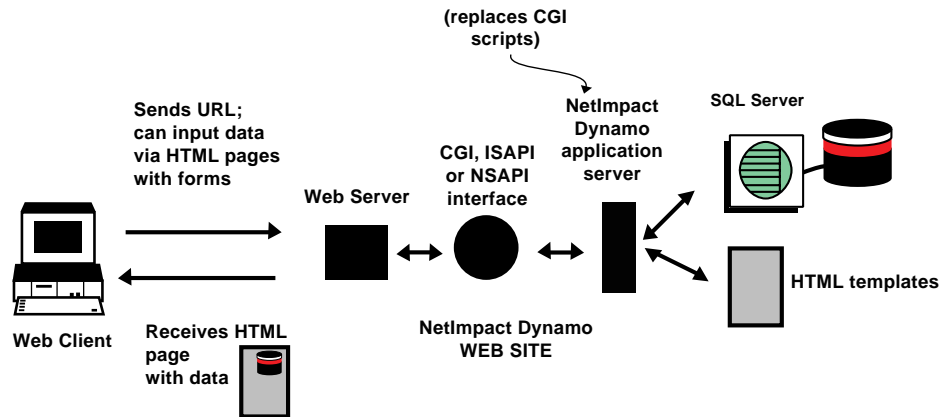 (replaces CGI
scripts)
Sends URL;
can input data
via HTML pages
with forms
Web Server
CGI, ISAPI
or NSAPI
interface
NetImpact
Dynamo
application
server
SQL Server
HTML templates
Web Client
Receives HTML
page
with data
NetImpact Dynamo
WEB SITE